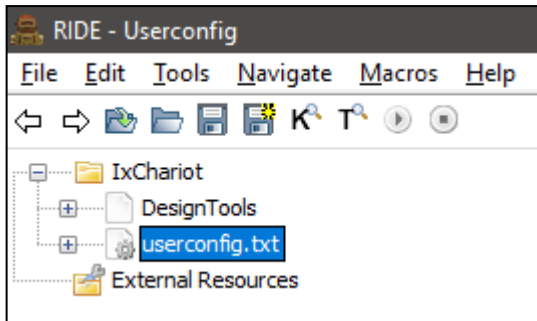 RIDE - Userconfig
File Edit Tools Navigate Macros Help
K T
IxChariot
DesignTools
userconfig.txt
External Resources